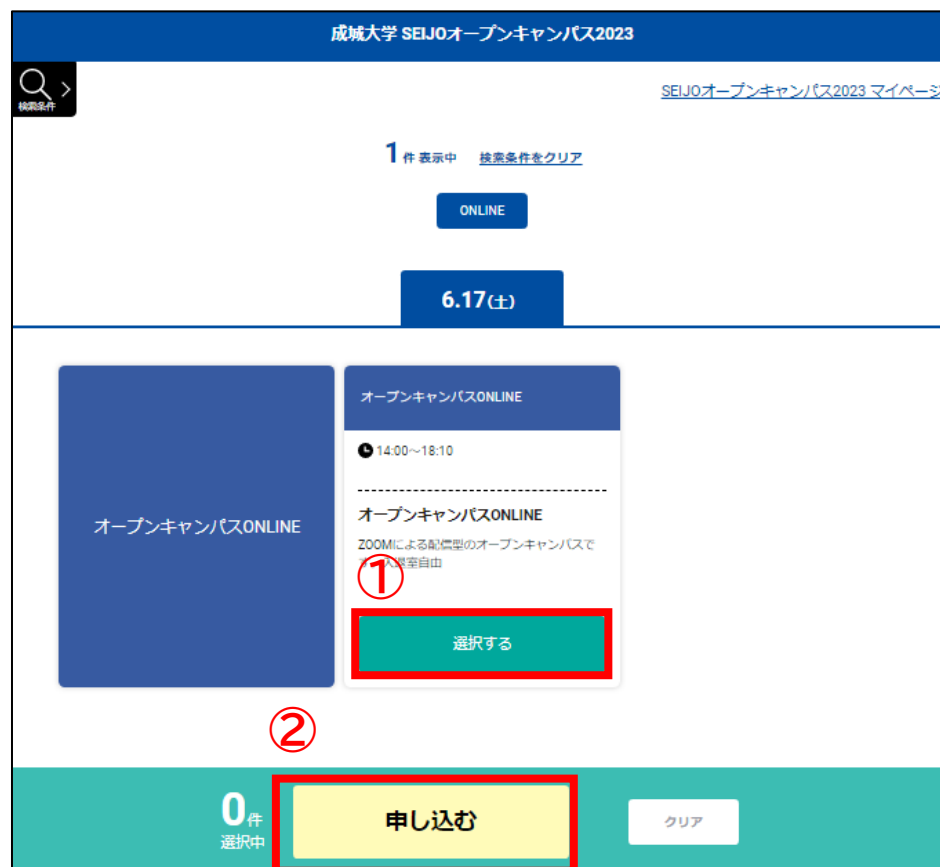 成城大学 SEIJOオープンキャンパス2023
検索条件
SEIJOオープンキャンパス2023 マイページ
1件 表示中 検索条件をクリア
ONLINE
6.17(土)
オープンキャンパスONLINE
オープンキャンパスONLINE
14:00～18:10
オープンキャンパスONLINE
ZOOMによる配信型のオープンキャンパスで
す 入退室自由
①
選択する
②
0件
選択中
申し込む
クリア